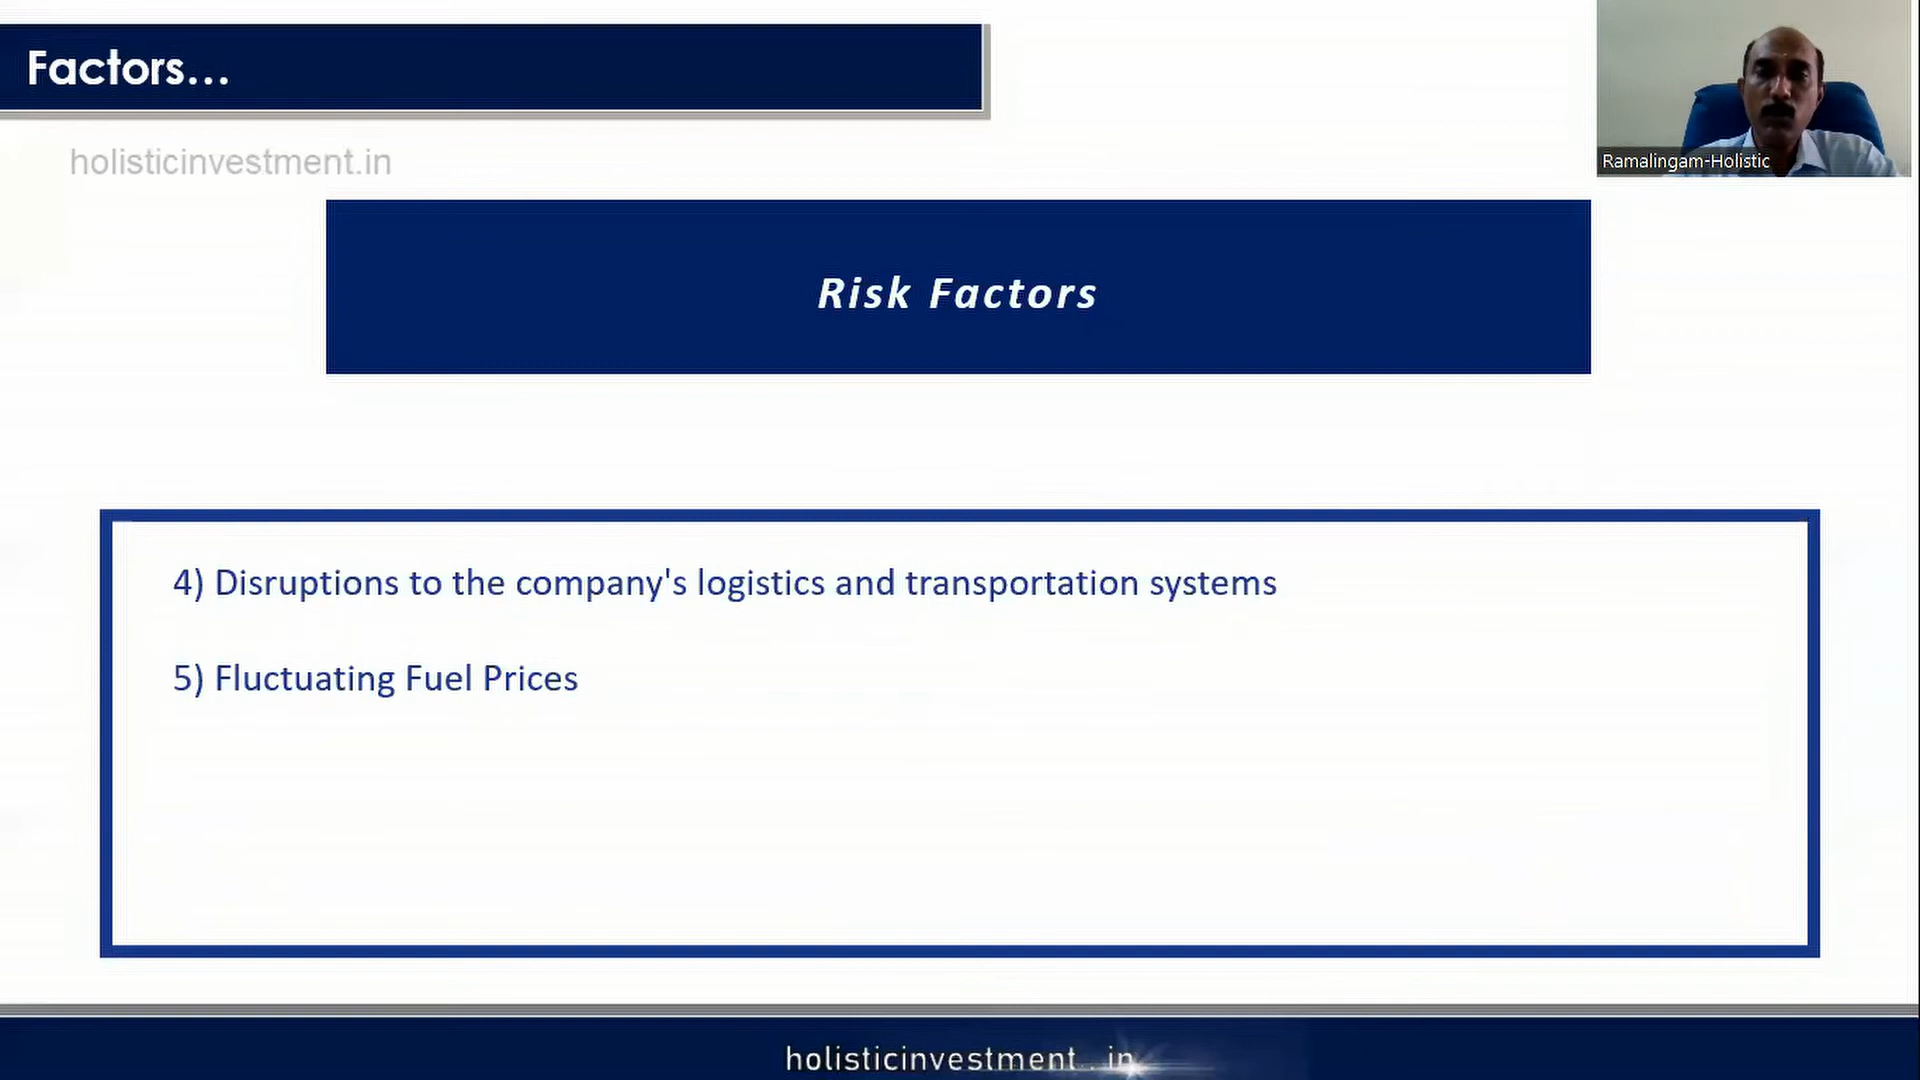 Factors...
holisticinvestment.in
Ramalingam-Holistic
Risk Factors
4) Disruptions to the company's logistics and transportation systems
5) Fluctuating Fuel Prices
holisticinvestment . in